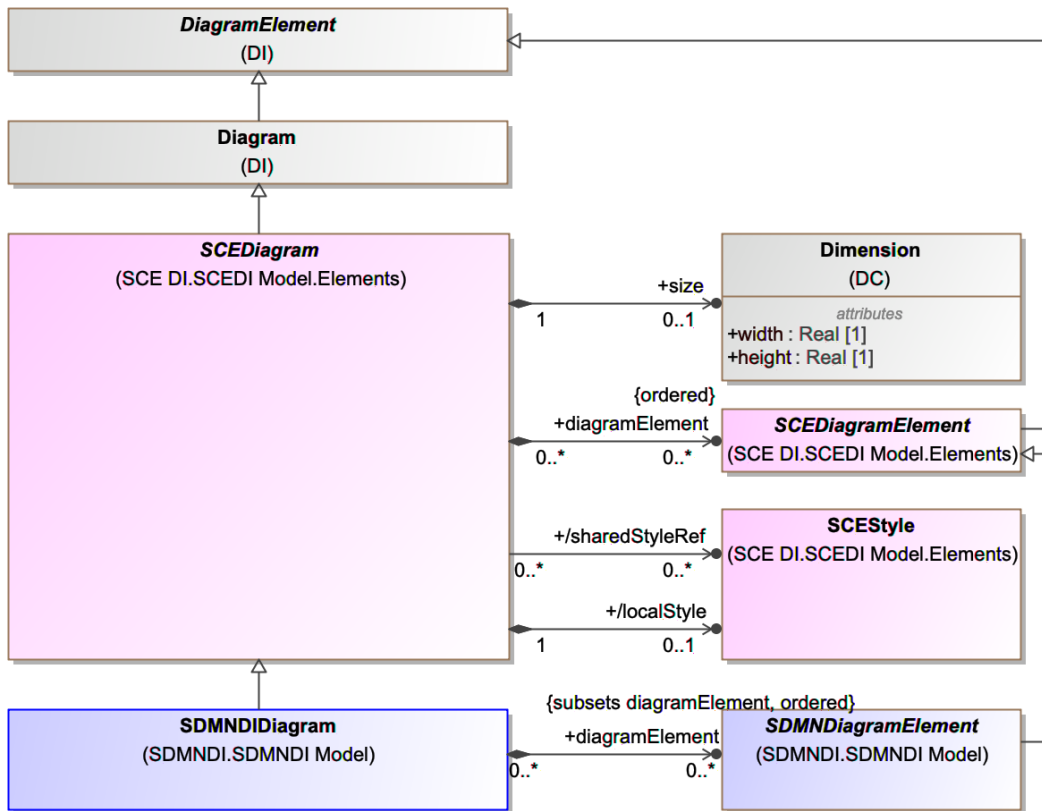 DiagramElement
(DI)
Diagram
(DI)
SCEDiagram
(SCE DI.SCEDI Model.Elements)
+size
1
0..1
Dimension
(DC)
attributes
+width : Real [1]
+height : Real [1]
{ordered}
+diagramElement
0..*
0..*
SCEDiagramElement
(SCE DI.SCEDI Model.Elements)
+/sharedStyleRef
0..*
0..*
SCEStyle
(SCE DI.SCEDI Model.Elements)
+/localStyle
1
0..1
SDMNDIDiagram
(SDMNDI.SDMNDI Model)
{subsets diagramElement, ordered}
+diagramElement
0..*
0..*
SDMNDiagramElement
(SDMNDI.SDMNDI Model)